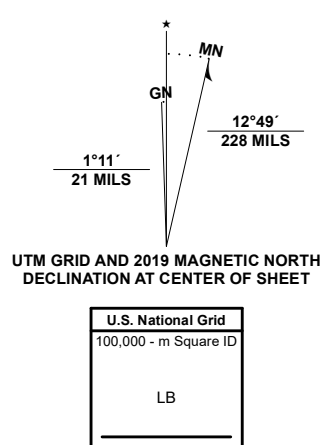 ★
MN
GN
12°49´
228 MILS
1°11´
21 MILS
UTM GRID AND 2019 MAGNETIC NORTH
DECLINATION AT CENTER OF SHEET
U.S. National Grid
100,000 - m Square ID
LB